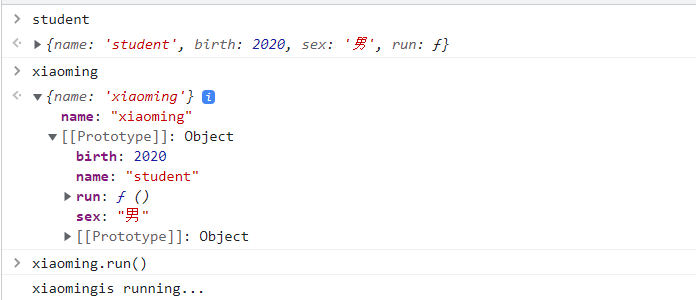 student
{name: 'student', birth: 2020, sex: '男', run: ƒ}
xiaoming
{name: 'xiaoming'} i
name: "xiaoming"
[[Prototype]]: Object
birth: 2020
name: "student"
run: ƒ ()
sex: "男"
[[Prototype]]: Object
xiaoming.run()
xiaomingis running...